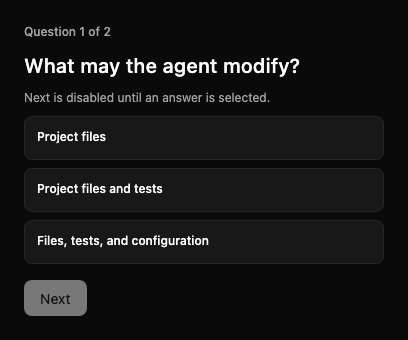 Question 1 of 2
What may the agent modify?
Next is disabled until an answer is selected.
Project files
Project files and tests
Files, tests, and configuration
Next